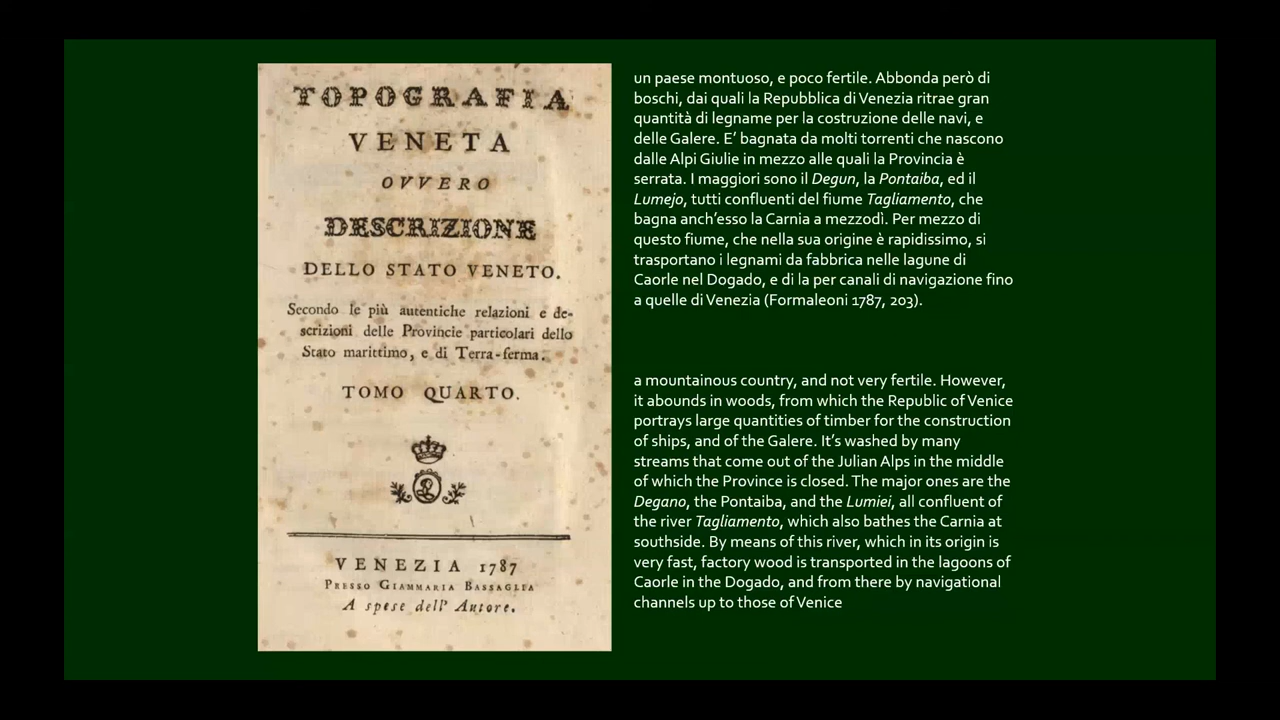 TOPOGRAFIA
VENETA
OVVERO
DESCRIZIONE
DELLO STATO VENETO.
Secondo le più autentiche relazioni e de-
scrizioni delle Provincie particolari dello
Stato marittimo, e di Terra-ferma.
TOMO QUARTO.
VENEZIA 1787
PRESSO GIAMMARIA BASSAGLIA
A spese dell' Autore.
un paese montuoso, e poco fertile. Abbonda però di
boschi, dai quali la Repubblica di Venezia ritrae gran
quantità di legname per la costruzione delle navi, e
delle Galere. E' bagnata da molti torrenti che nascono
dalle Alpi Giulie in mezzo alle quali la Provincia è
serrata. I maggiori sono il Degun, la Pontaiba, ed il
Lumejo, tutti confluenti del fiume Tagliamento, che
bagna anch'esso la Carnia a mezzodì. Per mezzo di
questo fiume, che nella sua origine è rapidissimo, si
trasportano i legnami da fabbrica nelle lagune di
Caorle nel Dogado, e di la per canali di navigazione fino
a quelle di Venezia (Formaleoni 1787, 203).
a mountainous country, and not very fertile. However,
it abounds in woods, from which the Republic of Venice
portrays large quantities of timber for the construction
of ships, and of the Galere. It's washed by many
streams that come out of the Julian Alps in the middle
of which the Province is closed. The major ones are the
Degano, the Pontaiba, and the Lumiei, all confluent of
the river Tagliamento, which also bathes the Carnia at
southside. By means of this river, which in its origin is
very fast, factory wood is transported in the lagoons of
Caorle in the Dogado, and from there by navigational
channels up to those of Venice